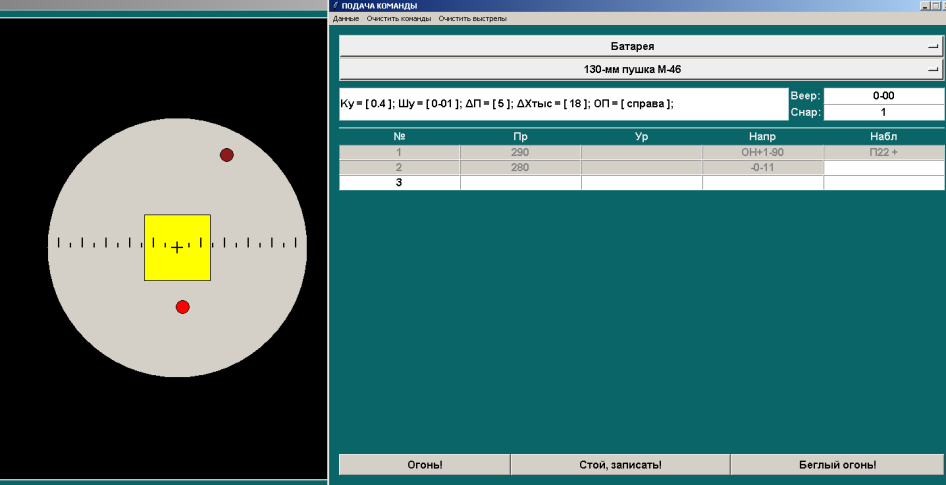 ПОДАЧА КОМАНДЫ
Данные Очистить команды Очистить выстрелы
Батарея
130-мм пушка М-46
Ку = [ 0.4 ]; Шу = [ 0-01 ]; ΔП = [ 5 ]; ΔХтыс = [ 18 ]; ОП = [ справа ];
Веер: 0-00
Снар: 1
№ Пр Ур Напр Набл
1 290 ОН+1-90 П22 +
2 280 -0-11
3
Огонь! Стой, записать! Беглый огонь!